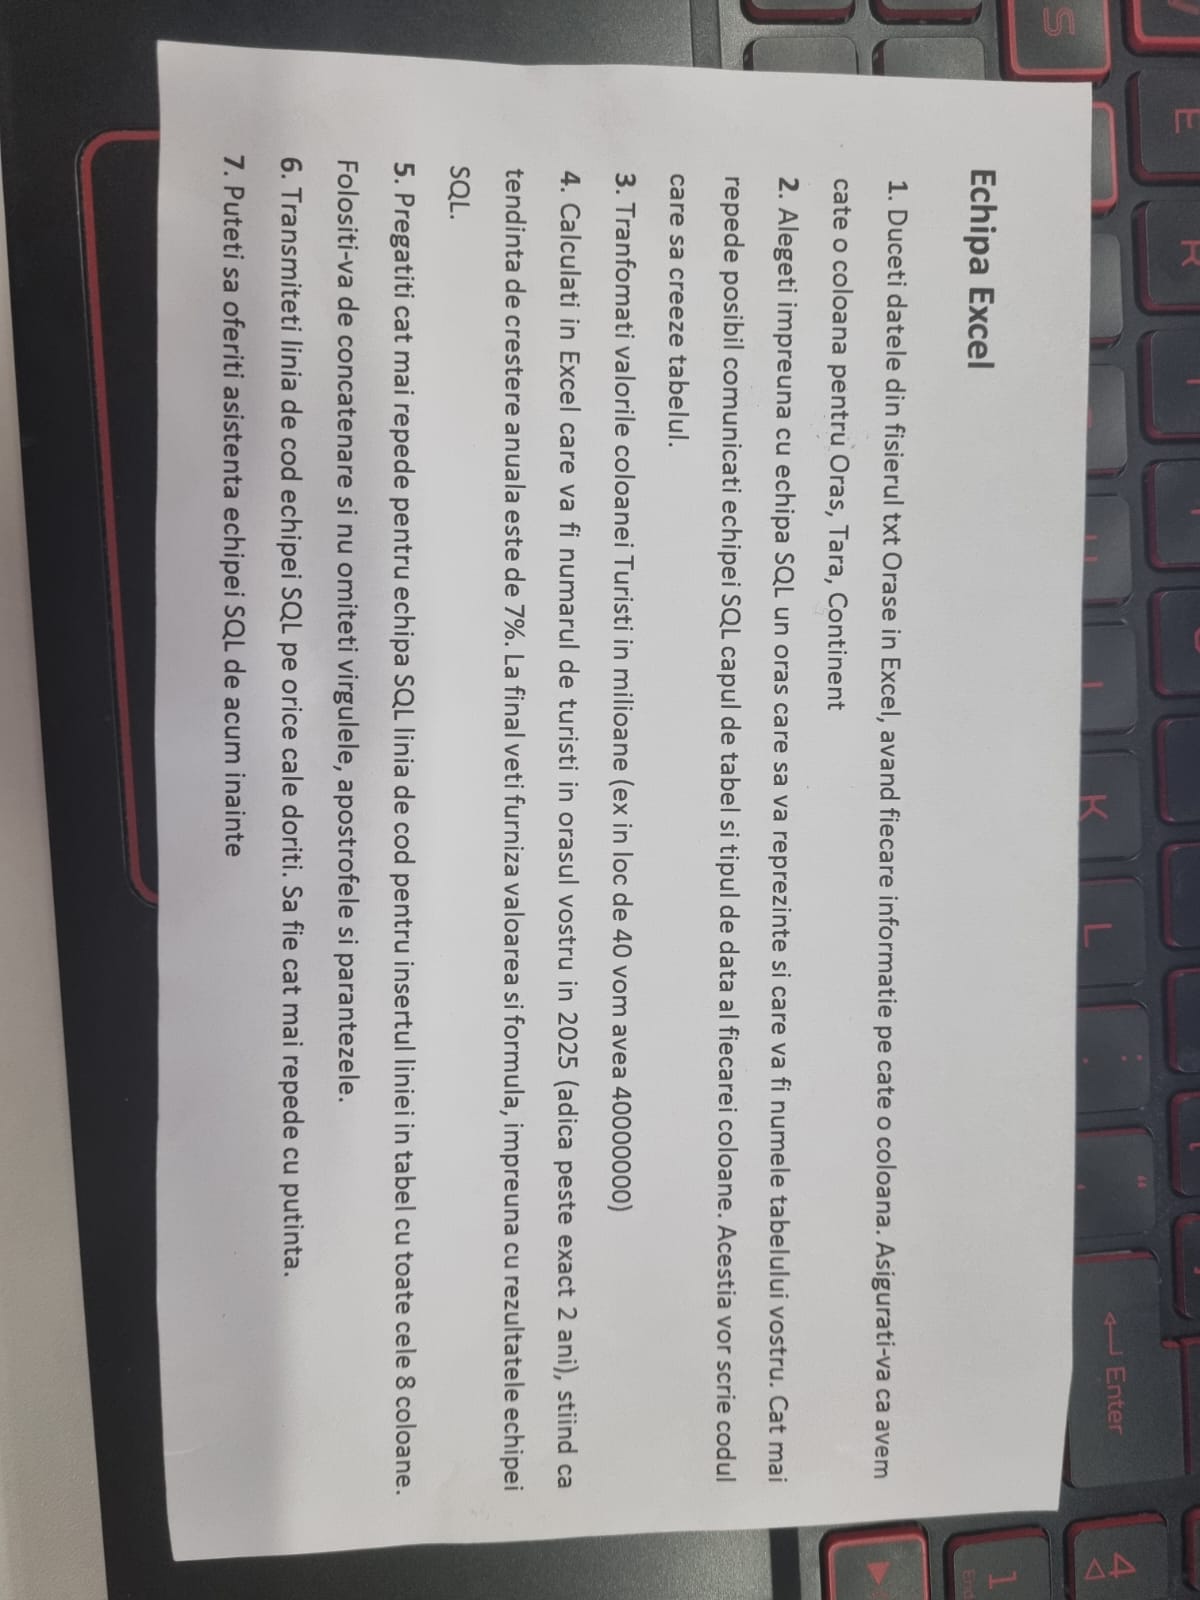 Echipa Excel
1. Duceti datele din fisierul txt Orase in Excel, avand fiecare informatie pe cate o coloana. Asigurati-va ca avem
cate o coloana pentru Oras, Tara, Continent
2. Alegeti impreuna cu echipa SQL un oras care sa va reprezinte si care va fi numele tabelului vostru. Cat mai
repede posibil comunicati echipei SQL capul de tabel si tipul de data al fiecarei coloane. Acestia vor scrie codul
care sa creeze tabelul.
3. Tranfomati valorile coloanei Turisti in milioane (ex in loc de 40 vom avea 40000000)
4. Calculati in Excel care va fi numarul de turisti in orasul vostru in 2025 (adica peste exact 2 ani), stiind ca
tendinta de crestere anuala este de 7%. La final veti furniza valoarea si formula, impreuna cu rezultatele echipei
SQL.
5. Pregatiti cat mai repede pentru echipa SQL linia de cod pentru insertul liniei in tabel cu toate cele 8 coloane.
Folositi-va de concatenare si nu omiteti virgulele, apostrofele si parantezele.
6. Transmiteti linia de cod echipei SQL pe orice cale doriti. Sa fie cat mai repede cu putinta.
7. Puteti sa oferiti asistenta echipei SQL de acum inainte
S
E
R
K
L
Enter
1
End
4